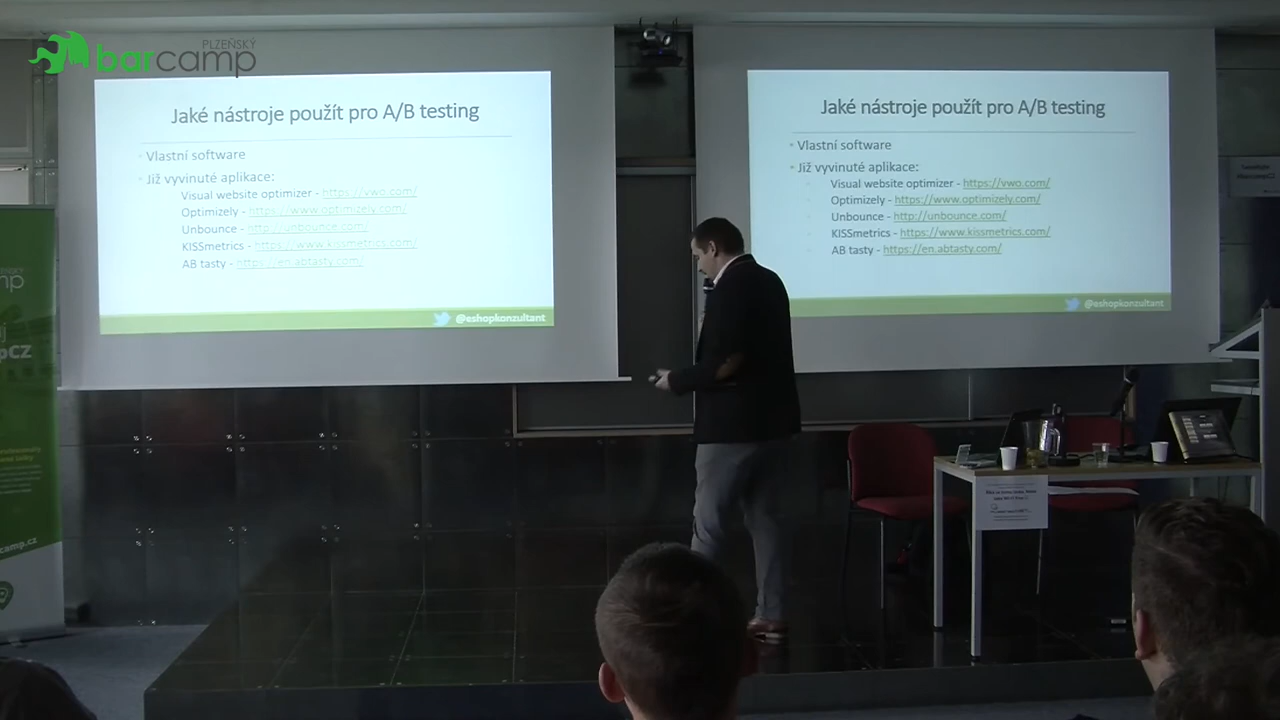 PLZEŇSKÝ
barcamp
Jaké nástroje použít pro A/B testing
Vlastní software
Již vyvinuté aplikace:
Visual website optimizer - https://vwo.com/
Optimizely - https://www.optimizely.com/
Unbounce - http://unbounce.com/
KISSmetrics - https://www.kissmetrics.com/
AB tasty - https://en.abtasty.com/
@eshopkonzultant
Jaké nástroje použít pro A/B testing
Vlastní software
Již vyvinuté aplikace:
Visual website optimizer - https://vwo.com/
Optimizely - https://www.optimizely.com/
Unbounce - http://unbounce.com/
KISSmetrics - https://www.kissmetrics.com/
AB tasty - https://en.abtasty.com/
@eshopkonzultant